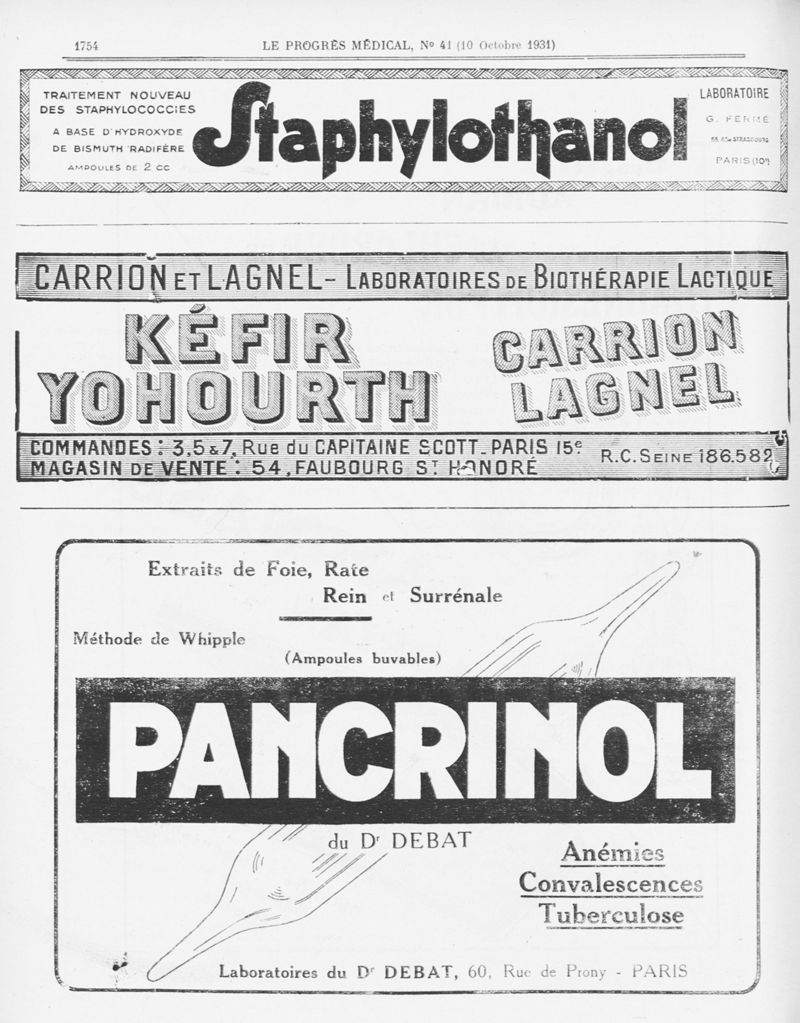 1754
LE PROGRÈS MÉDICAL, No 41 (10 Octobre 1931)
TRAITEMENT NOUVEAU
DES STAPHYLOCOCCIES
A BASE D'HYDROXYDE
DE BISMUTH RADIFÈRE
AMPOULES DE 2 CC
Staphylothanol
LABORATOIRE
G. FERMÉ
STRASBOURG
PARIS (10e)
CARRION ET LAGNEL - LABORATOIRES DE BIOTHÉRAPIE LACTIQUE
KÉFIR
YOHOURTH
CARRION
LAGNEL
COMMANDES: 3,5 & 7, Rue du CAPITAINE SCOTT_PARIS 15e
MAGASIN DE VENTE: 54, FAUBOURG ST HONORÉ
R.C. SEINE 186.582
Extraits de Foie, Rate
Rein et Surrénale
Méthode de Whipple
(Ampoules buvables)
PANCRINOL
du Dr DEBAT
Anémies
Convalescences
Tuberculose
Laboratoires du Dr DEBAT, 60, Rue de Prony - PARIS